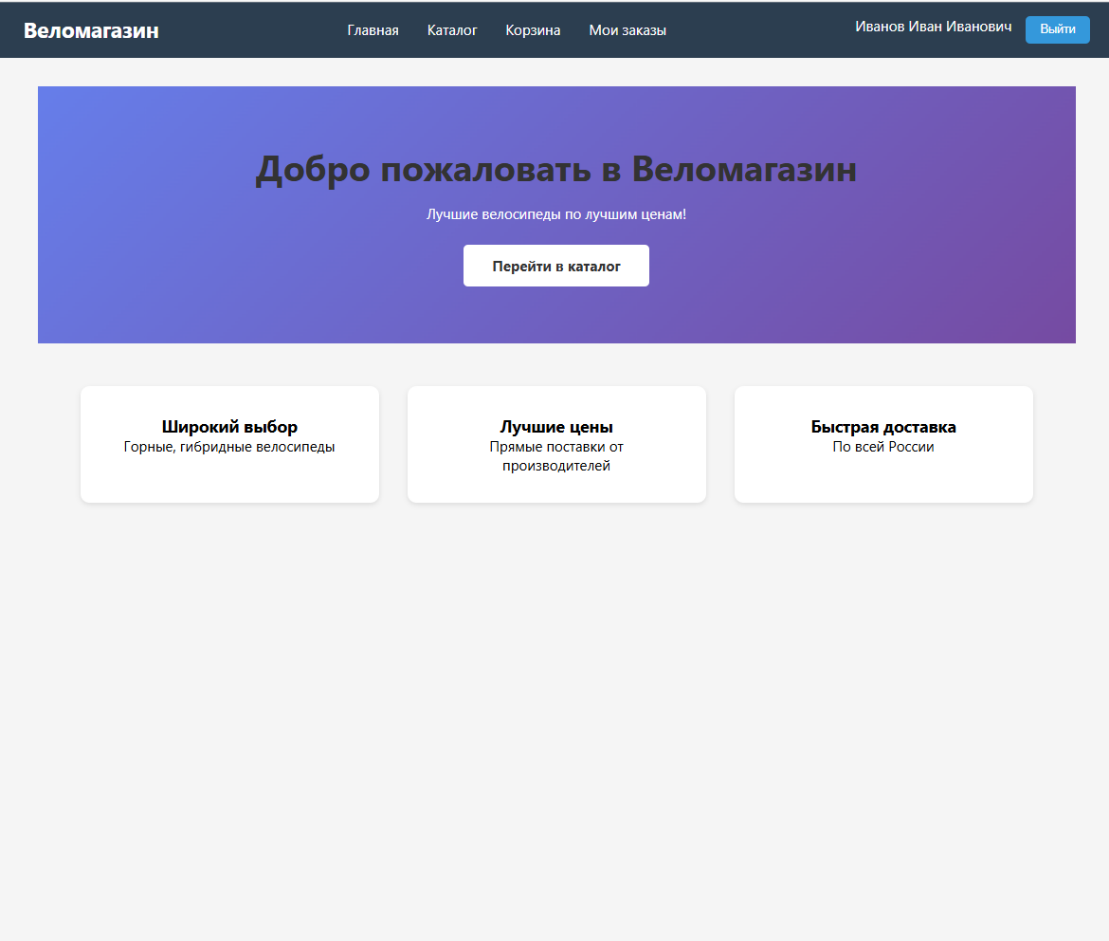 Веломагазин
Главная
Каталог
Корзина
Мои заказы
Иванов Иван Иванович
Выйти
Добро пожаловать в Веломагазин
Лучшие велосипеды по лучшим ценам!
Перейти в каталог
Широкий выбор
Горные, гибридные велосипеды
Лучшие цены
Прямые поставки от
производителей
Быстрая доставка
По всей России